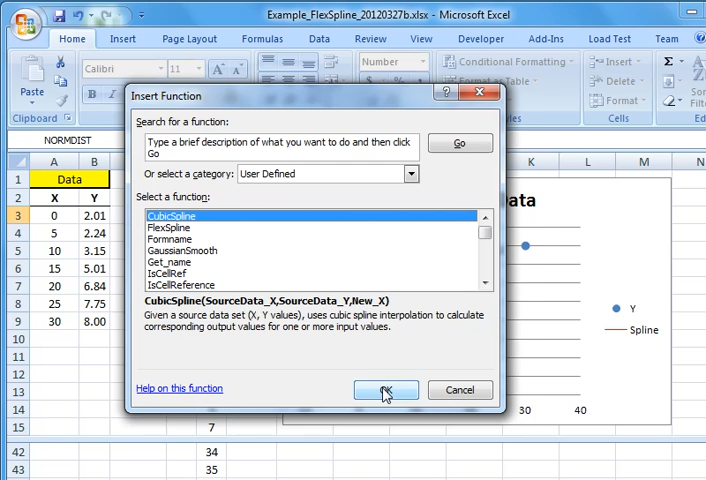 Example_FlexSpline_20120327b.xlsx - Microsoft Excel
Home Insert Page Layout Formulas Data Review View Developer Add-Ins Load Test Team
Calibri 11 A A Number Conditional Formatting Insert Σ
Paste Format as Table Delete
B $ % Format
Clipboard Cells
NORMDIST
A B K L M N
1 Data
2 X Y
3 0 2.01
4 5 2.24
5 10 3.15
6 15 5.01
7 20 6.84
8 25 7.75
9 30 8.00
10
11
12
13
14
15 7
42 34
43 35
Insert Function
Search for a function:
Type a brief description of what you want to do and then click
Go
Go
Or select a category: User Defined
Select a function:
CubicSpline
FlexSpline
Formname
GaussianSmooth
Get_name
IsCellRef
IsCellReference
CubicSpline(SourceData_X,SourceData_Y,New_X)
Given a source data set (X, Y values), uses cubic spline interpolation to calculate
corresponding output values for one or more input values.
Help on this function
OK Cancel
Data
Y
Spline
30 40